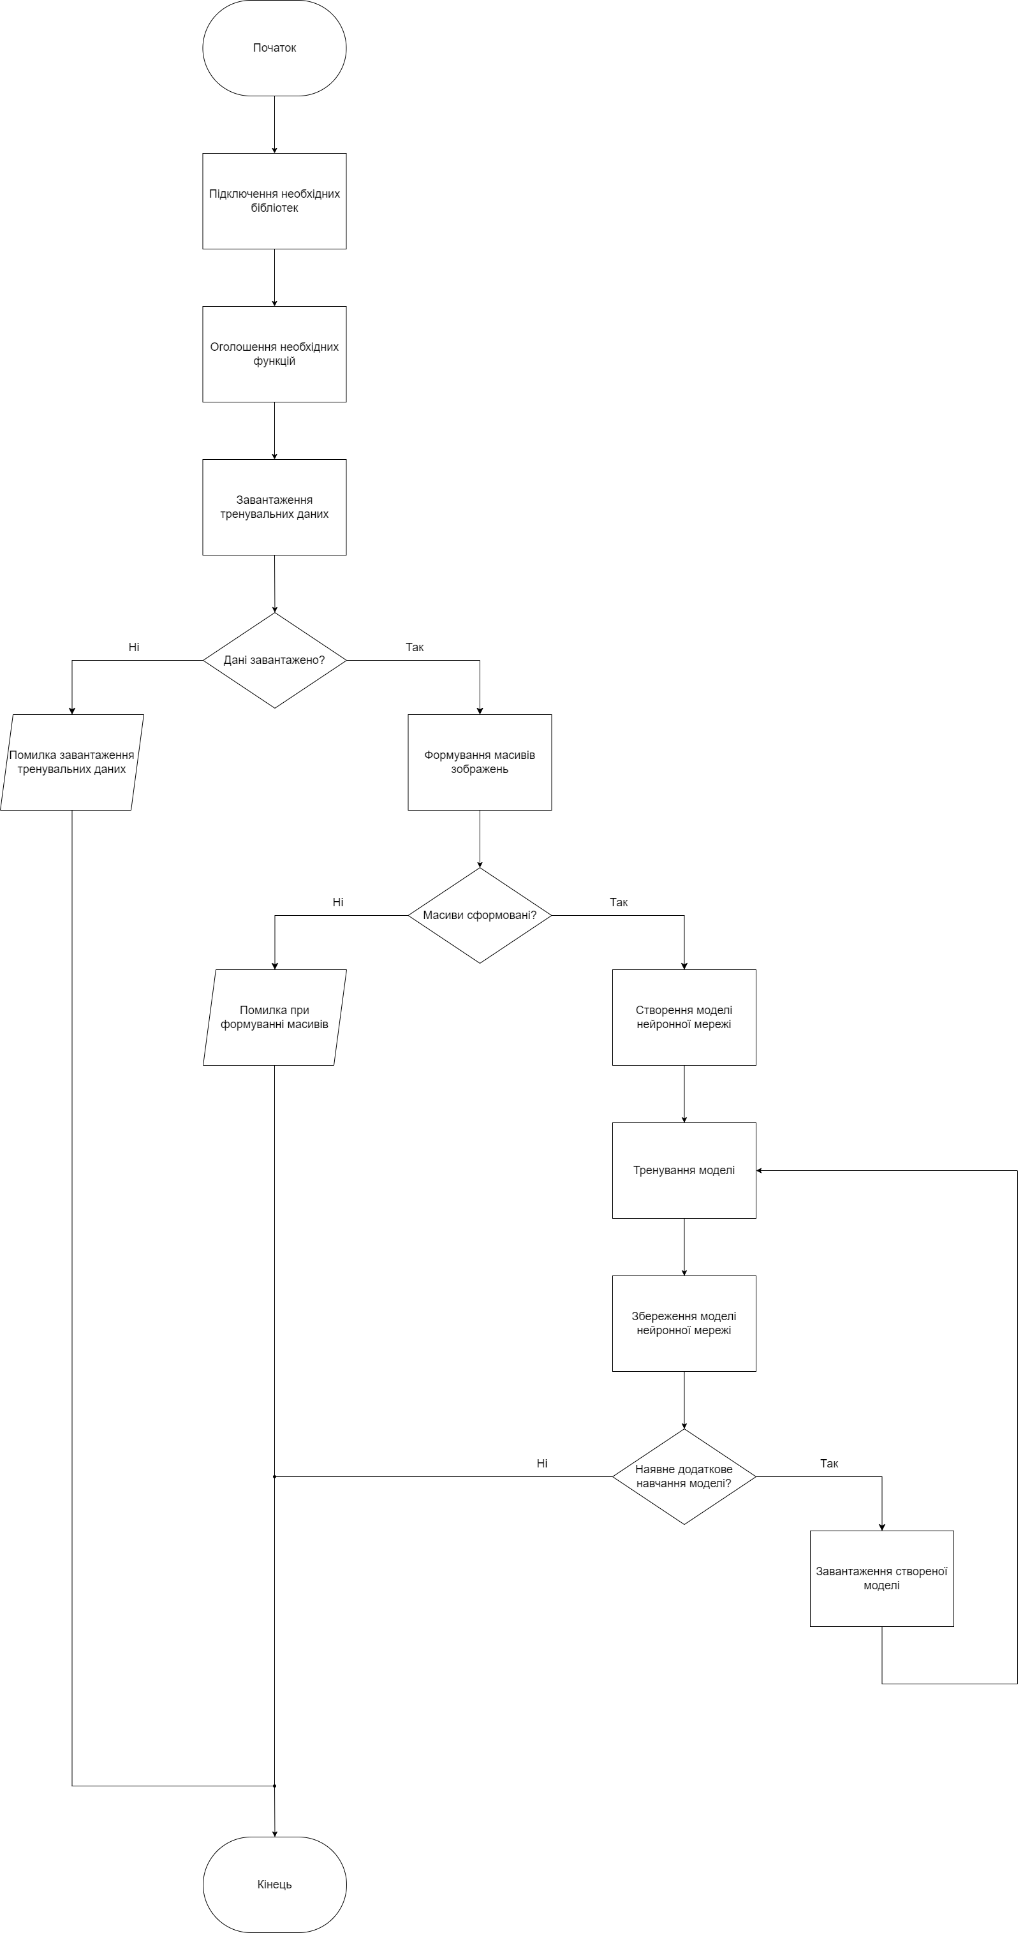 Початок
Підключення необхідних
бібліотек
Оголошення необхідних
функцій
Завантаження
тренувальних даних
Дані завантажено?
Ні
Так
Помилка завантаження
тренувальних даних
Формування масивів
зображень
Масиви сформовані?
Ні
Так
Помилка при
формуванні масивів
Створення моделі
нейронної мережі
Тренування моделі
Збереження моделі
нейронної мережі
Наявне додаткове
навчання моделі?
Ні
Так
Завантаження створеної
моделі
Кінець